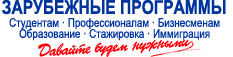 ЗАРУБЕЖНЫЕ ПРОГРАММЫ
Студентам · Профессионалам · Бизнесменам
Образование · Стажировка · Иммиграция
Давайте будем нужными